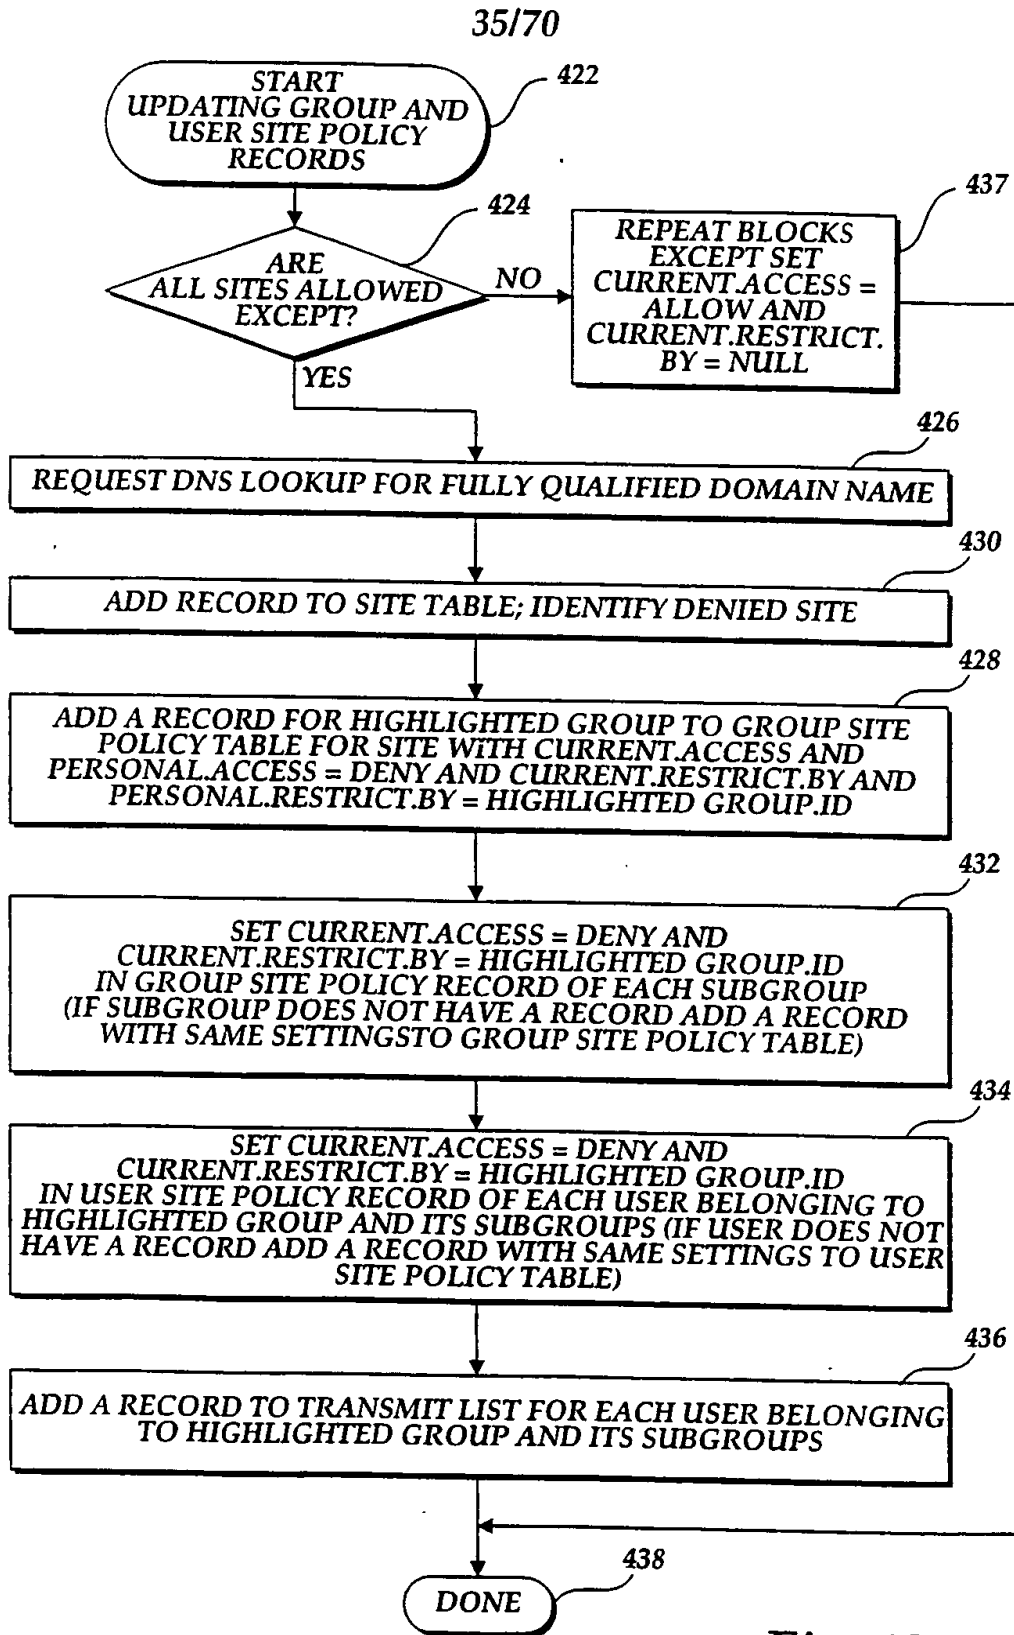 35/70
START
UPDATING GROUP AND
USER SITE POLICY
RECORDS
422
424
ARE
ALL SITES ALLOWED
EXCEPT?
NO
YES
437
REPEAT BLOCKS
EXCEPT SET
CURRENT.ACCESS =
ALLOW AND
CURRENT.RESTRICT.
BY = NULL
426
REQUEST DNS LOOKUP FOR FULLY QUALIFIED DOMAIN NAME
430
ADD RECORD TO SITE TABLE; IDENTIFY DENIED SITE
428
ADD A RECORD FOR HIGHLIGHTED GROUP TO GROUP SITE
POLICY TABLE FOR SITE WITH CURRENT.ACCESS AND
PERSONAL.ACCESS = DENY AND CURRENT.RESTRICT.BY AND
PERSONAL.RESTRICT.BY = HIGHLIGHTED GROUP.ID
432
SET CURRENT.ACCESS = DENY AND
CURRENT.RESTRICT.BY = HIGHLIGHTED GROUP.ID
IN GROUP SITE POLICY RECORD OF EACH SUBGROUP
(IF SUBGROUP DOES NOT HAVE A RECORD ADD A RECORD
WITH SAME SETTINGSTO GROUP SITE POLICY TABLE)
434
SET CURRENT.ACCESS = DENY AND
CURRENT.RESTRICT.BY = HIGHLIGHTED GROUP.ID
IN USER SITE POLICY RECORD OF EACH USER BELONGING TO
HIGHLIGHTED GROUP AND ITS SUBGROUPS (IF USER DOES NOT
HAVE A RECORD ADD A RECORD WITH SAME SETTINGS TO USER
SITE POLICY TABLE)
436
ADD A RECORD TO TRANSMIT LIST FOR EACH USER BELONGING
TO HIGHLIGHTED GROUP AND ITS SUBGROUPS
438
DONE